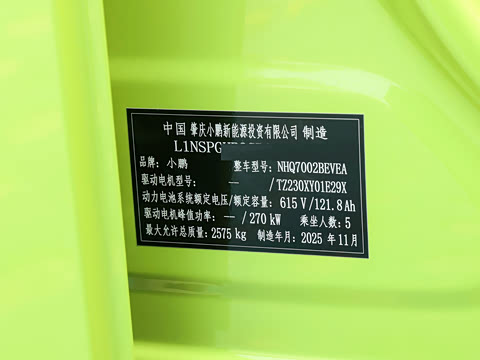 中国 肇庆小鹏新能源投资有限公司 制造
L1NSPG
品牌: 小鹏 整车型号: NHQ7002BEVEA
驱动电机型号: — / TZ230XY01E29X
动力电池系统额定电压/额定容量: 615 V/121.8 Ah
驱动电机峰值功率: — / 270 kW 乘坐人数: 5
最大允许总质量: 2575 kg 制造年月: 2025 年 11月